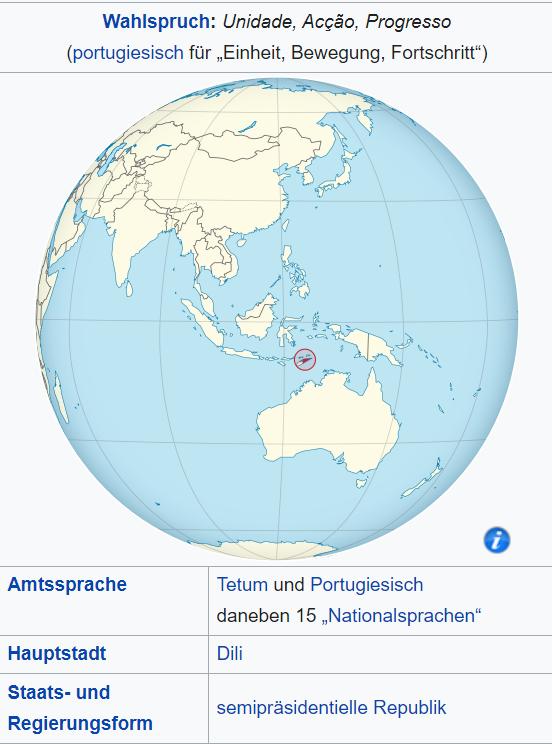 Wahlspruch: Unidade, Acção, Progresso
(portugiesisch für „Einheit, Bewegung, Fortschritt“)
i
Amtssprache
Tetum und Portugiesisch
daneben 15 „Nationalsprachen“
Hauptstadt
Dili
Staats- und
Regierungsform
semipräsidentielle Republik